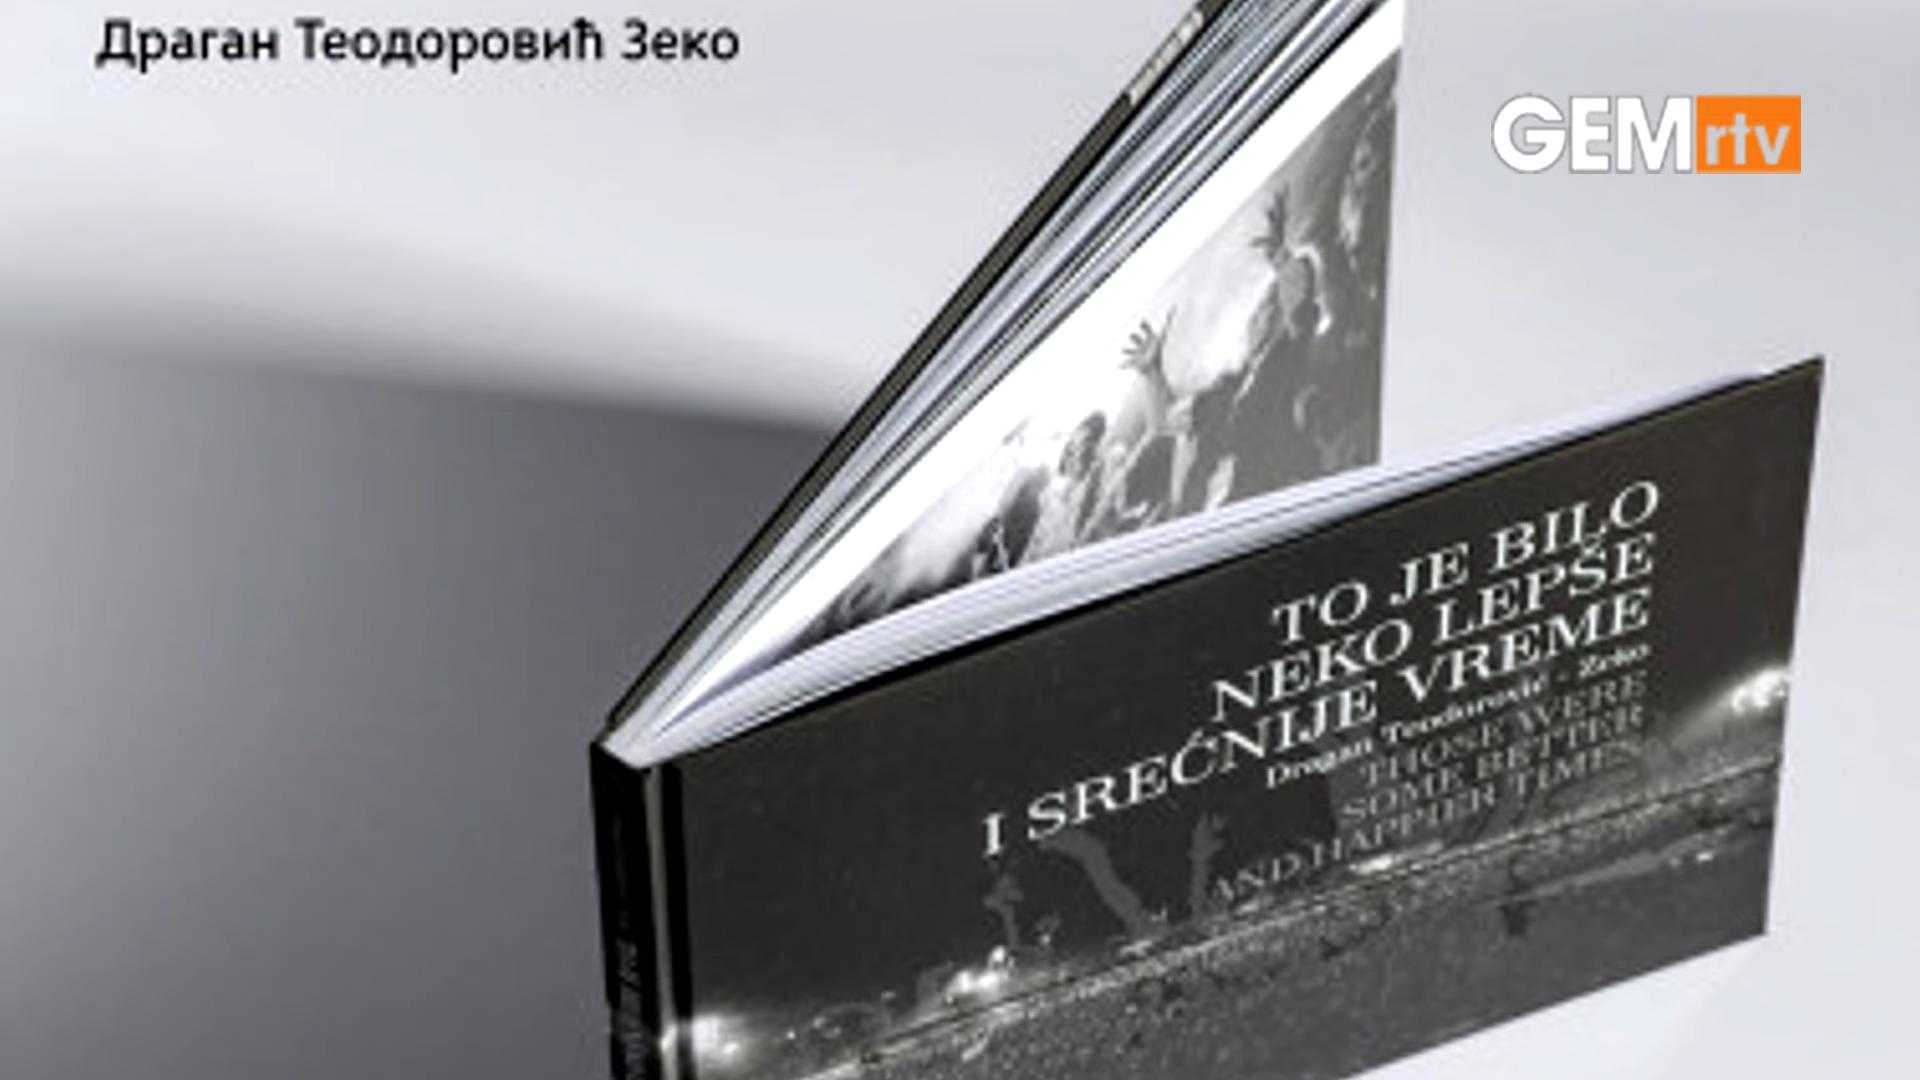 Драган Теодоровић Зеко
GEM rtv
TO JE BILO
NEKO LEPŠE
I SREĆNIJE VREME
Dragan Teodorović - Zeko
THOSE WERE
SOME BETTER
AND HAPPIER TIMES